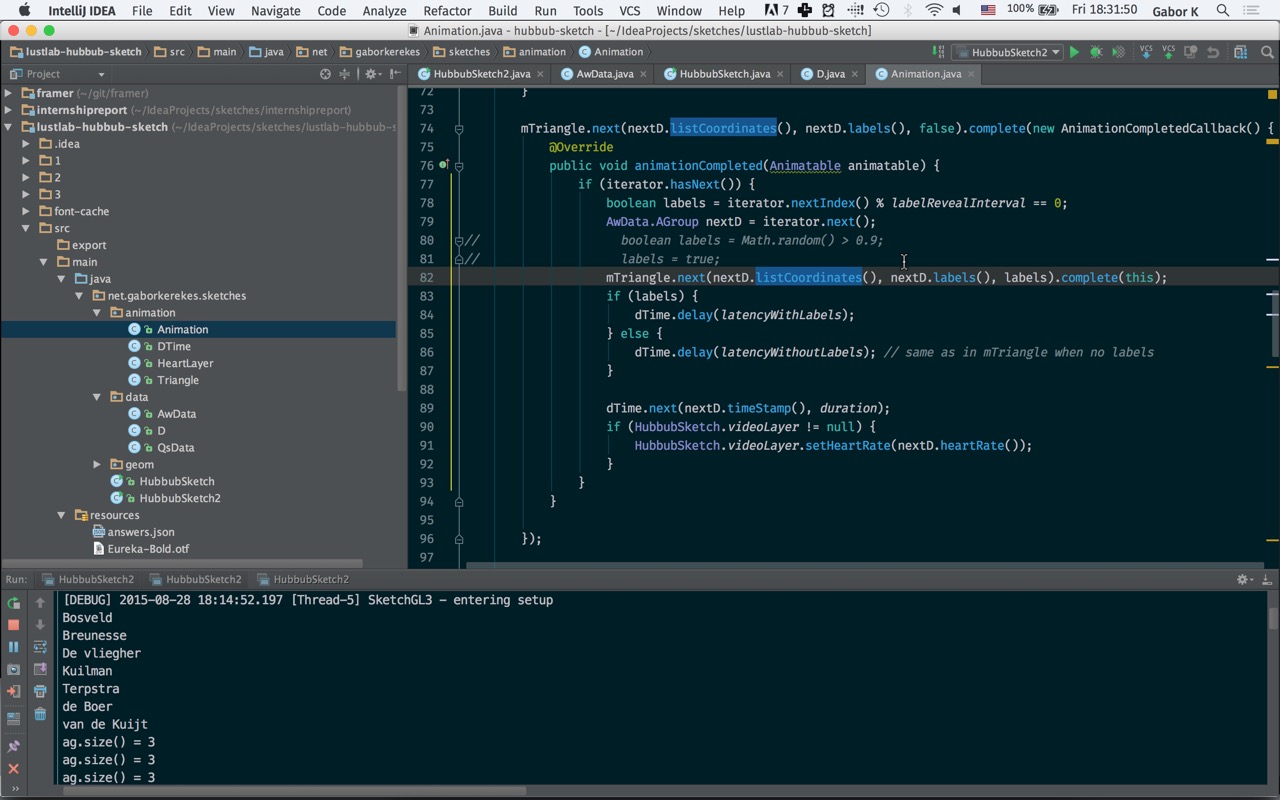 IntelliJ IDEA File Edit View Navigate Code Analyze Refactor Build Run Tools VCS Window Help 7 100% Fri 18:31:50 Gabor K
Animation.java - hubbub-sketch - [~/IdeaProjects/sketches/lustlab-hubbub-sketch]
lustlab-hubbub-sketch src main java net gaborkerekes sketches animation Animation HubbubSketch2 VCS VCS
Project HubbubSketch2.java AwData.java HubbubSketch.java D.java Animation.java
framer (~/git/framer)
internshipreport (~/IdeaProjects/sketches/internshipreport)
lustlab-hubbub-sketch (~/IdeaProjects/sketches/lustlab-hubbub-s
.idea
1
2
3
font-cache
src
export
main
java
net.gaborkerekes.sketches
animation
Animation
DTime
HeartLayer
Triangle
data
AwData
D
QsData
geom
HubbubSketch
HubbubSketch2
resources
answers.json
Eureka-Bold.otf
72 }
73
74 mTriangle.next(nextD.listCoordinates(), nextD.labels(), false).complete(new AnimationCompletedCallback() {
75 @Override
76 public void animationCompleted(Animatable animatable) {
77 if (iterator.hasNext()) {
78 boolean labels = iterator.nextIndex() % labelRevealInterval == 0;
79 AwData.AGroup nextD = iterator.next();
80 // boolean labels = Math.random() > 0.9;
81 // labels = true;
82 mTriangle.next(nextD.listCoordinates(), nextD.labels(), labels).complete(this);
83 if (labels) {
84 dTime.delay(latencyWithLabels);
85 } else {
86 dTime.delay(latencyWithoutLabels); // same as in mTriangle when no labels
87 }
88
89 dTime.next(nextD.timeStamp(), duration);
90 if (HubbubSketch.videoLayer != null) {
91 HubbubSketch.videoLayer.setHeartRate(nextD.heartRate());
92 }
93 }
94 }
95
96 });
97
Run: HubbubSketch2 HubbubSketch2 HubbubSketch2
[DEBUG] 2015-08-28 18:14:52.197 [Thread-5] SketchGL3 - entering setup
Bosveld
Breunesse
De vliegher
Kuilman
Terpstra
de Boer
van de Kuijt
ag.size() = 3
ag.size() = 3
ag.size() = 3